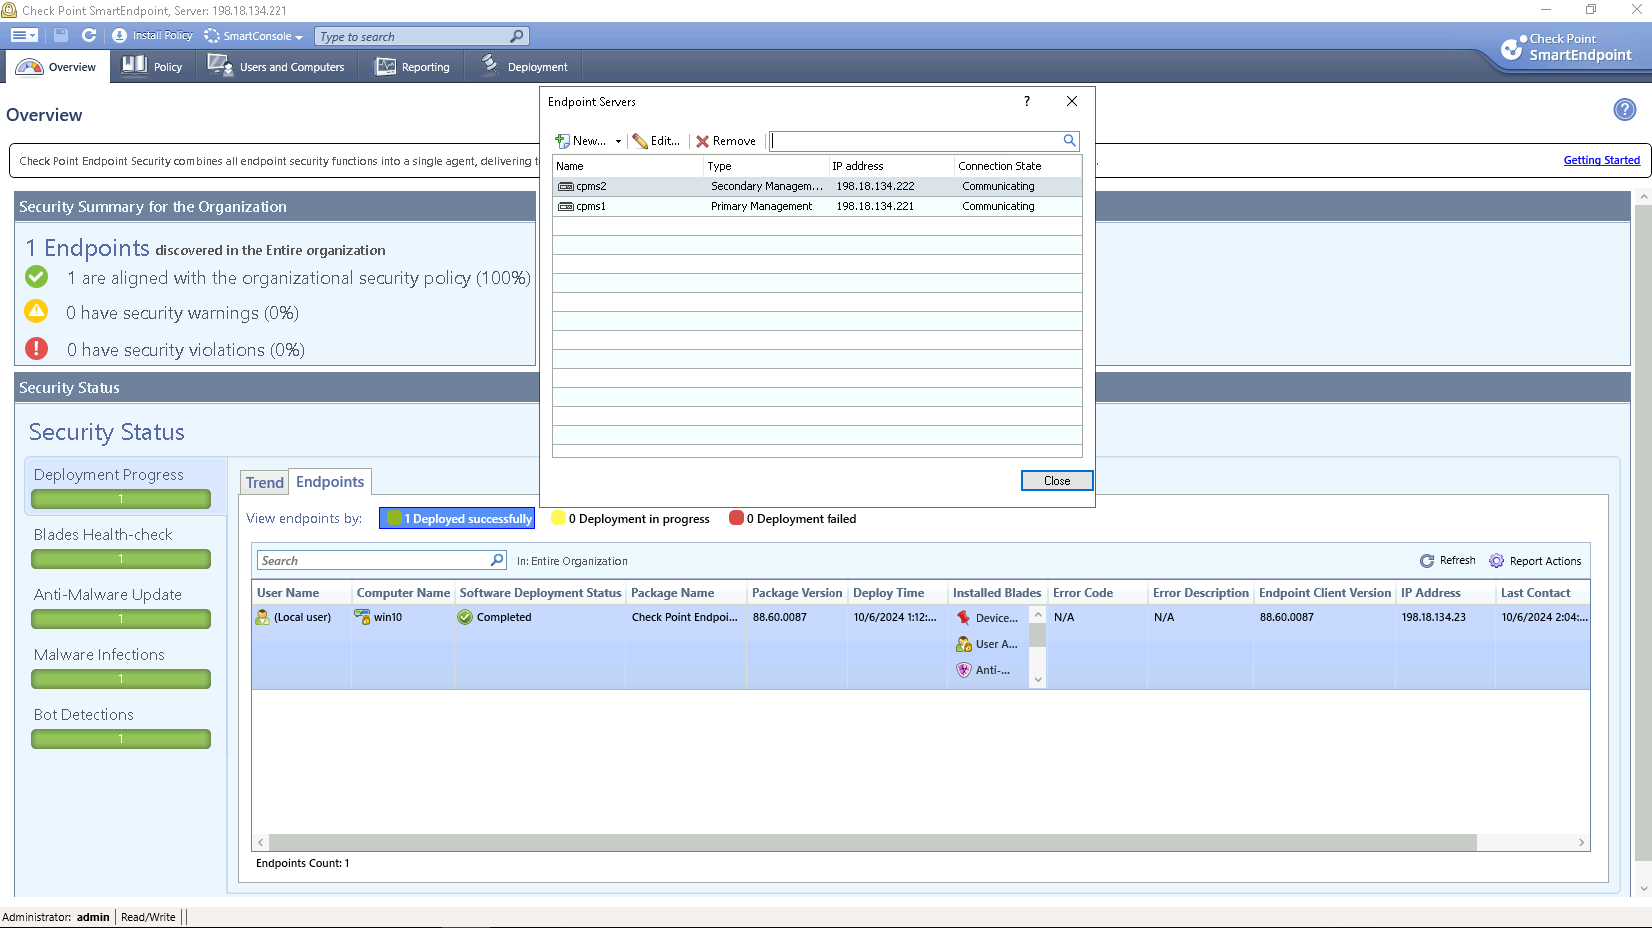 Check Point SmartEndpoint, Server: 198.18.134.221
Install Policy
SmartConsole
Type to search
Check Point
SmartEndpoint
Overview
Policy
Users and Computers
Reporting
Deployment
Overview
Check Point Endpoint Security combines all endpoint security functions into a single agent, delivering
Getting Started
Endpoint Servers
New...
Edit...
Remove
Name Type IP address Connection State
cpms2 Secondary Managem... 198.18.134.222 Communicating
cpms1 Primary Management 198.18.134.221 Communicating
Close
Security Summary for the Organization
1 Endpoints discovered in the Entire organization
1 are aligned with the organizational security policy (100%)
0 have security warnings (0%)
0 have security violations (0%)
Security Status
Security Status
Deployment Progress
1
Blades Health-check
1
Anti-Malware Update
1
Malware Infections
1
Bot Detections
1
Trend
Endpoints
View endpoints by:
1 Deployed successfully
0 Deployment in progress
0 Deployment failed
Search
In: Entire Organization
Refresh
Report Actions
User Name Computer Name Software Deployment Status Package Name Package Version Deploy Time Installed Blades Error Code Error Description Endpoint Client Version IP Address Last Contact
(Local user) win10 Completed Check Point Endpoi... 88.60.0087 10/6/2024 1:12:... Device... N/A N/A 88.60.0087 198.18.134.23 10/6/2024 2:04:...
User A...
Anti-...
Endpoints Count: 1
Administrator: admin
Read/Write